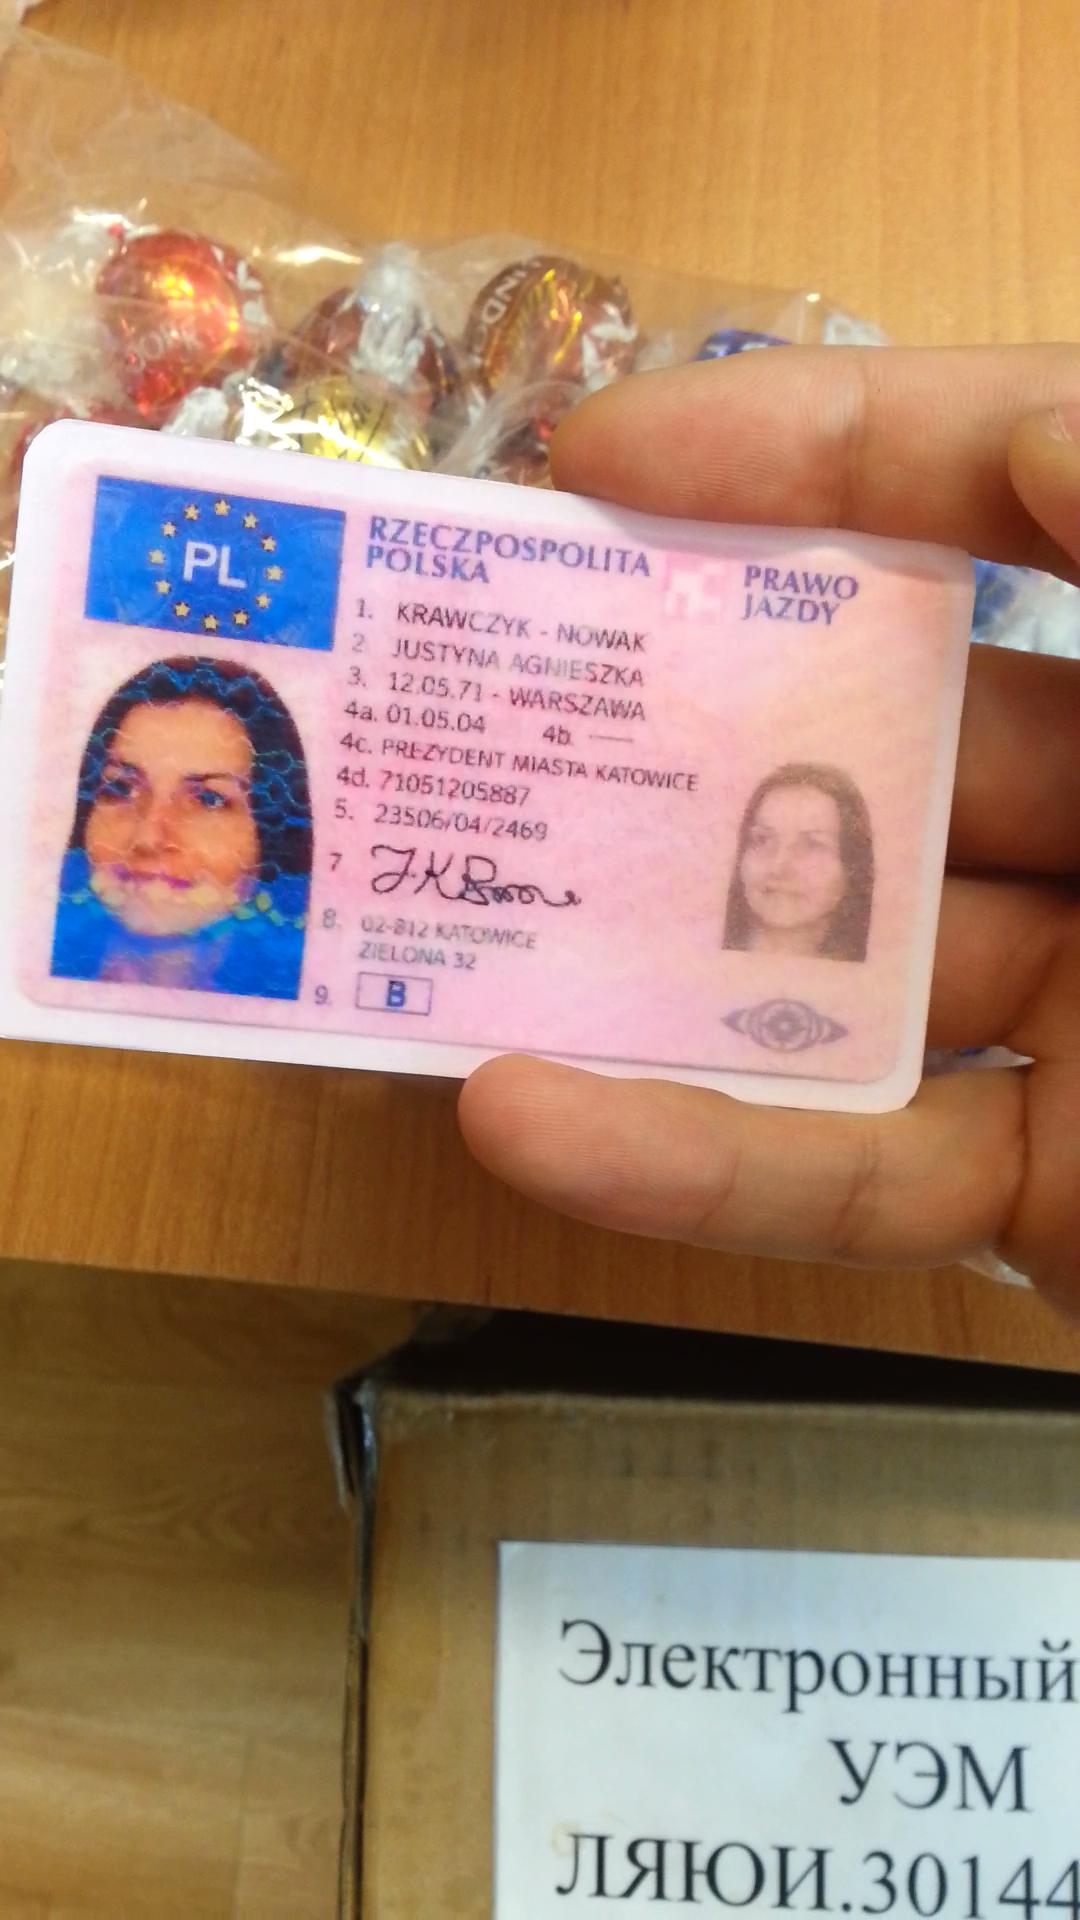 LIND
PL
RZECZPOSPOLITA
POLSKA
PRAWO
JAZDY
1. KRAWCZYK - NOWAK
2 JUSTYNA AGNIESZKA
3. 12.05.71 - WARSZAWA
4a. 01.05.04 4b. —
4c. PREZYDENT MIASTA KATOWICE
4d. 71051205887
5. 23506/04/2469
7
8. 02-812 KATOWICE
ZIELONA 32
9. B
Электронный
УЭМ
ЛЯЮИ.30144